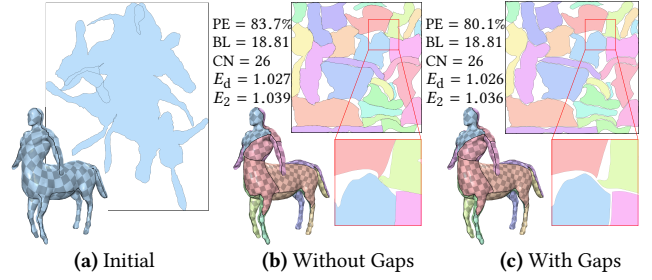 PE = 83.7%
BL = 18.81
CN = 26
E_d = 1.027
E_2 = 1.039
PE = 80.1%
BL = 18.81
CN = 26
E_d = 1.026
E_2 = 1.036
(a) Initial
(b) Without Gaps
(c) With Gaps